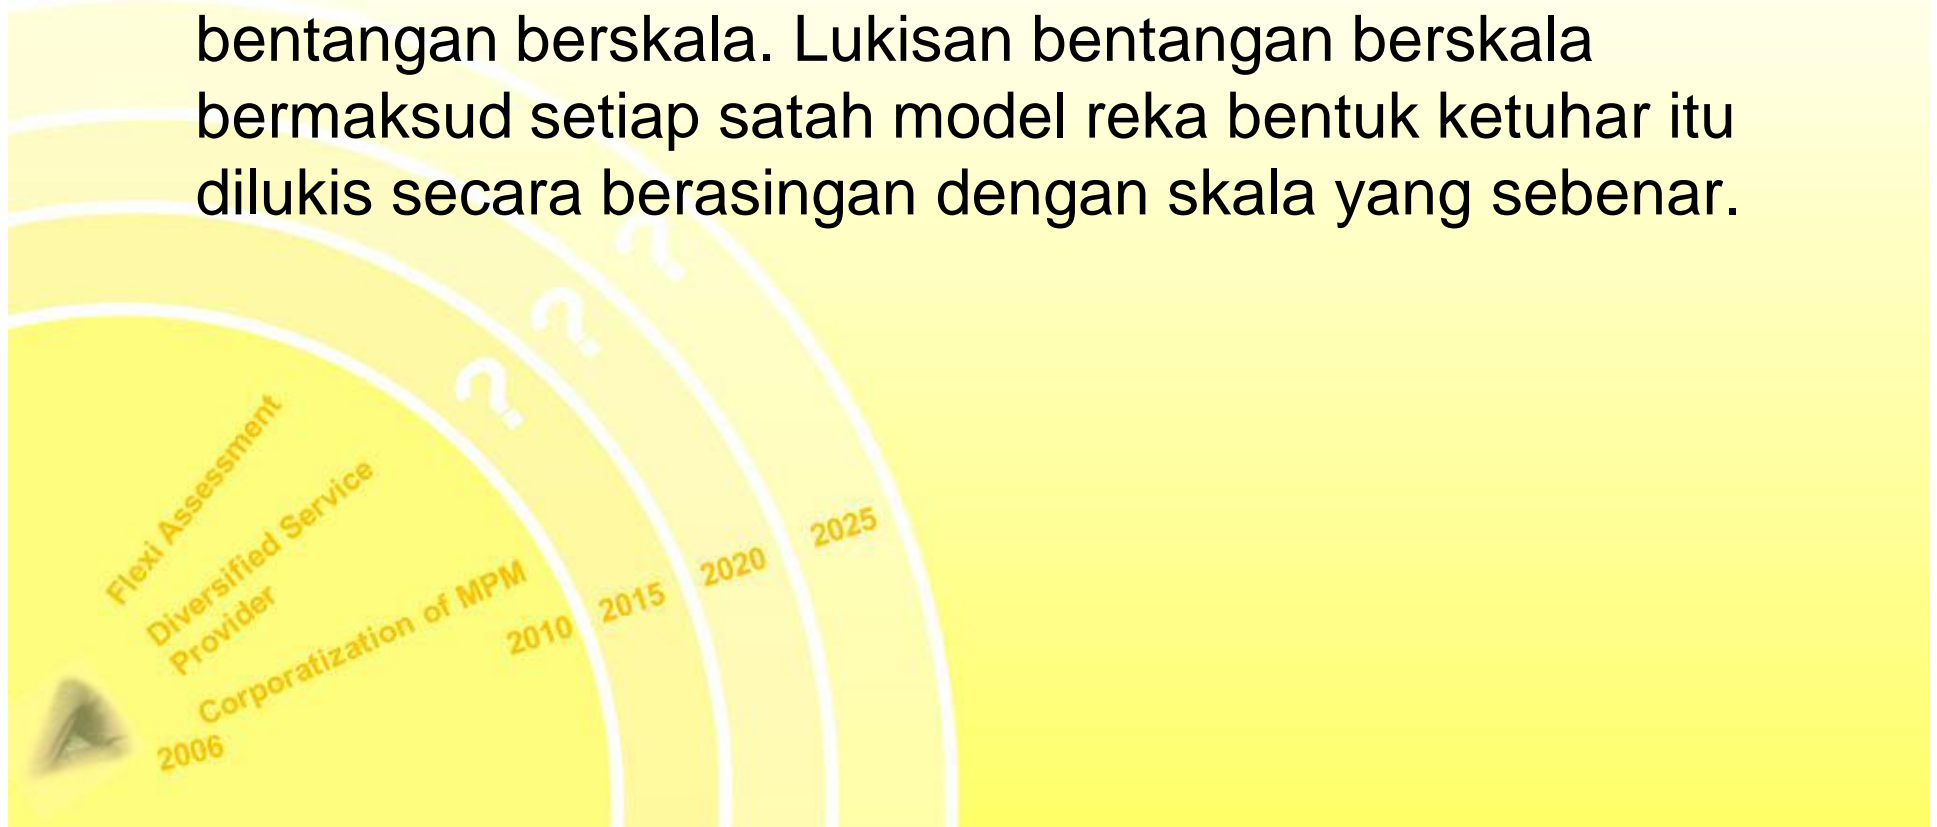 bentangan berskala. Lukisan bentangan berskala
bermaksud setiap satah model reka bentuk ketuhar itu
dilukis secara berasingan dengan skala yang sebenar.
?
?
?
Flexi Assessment
Diversified Service
Provider
Corporatization of MPM
2006
2010
2015
2020
2025